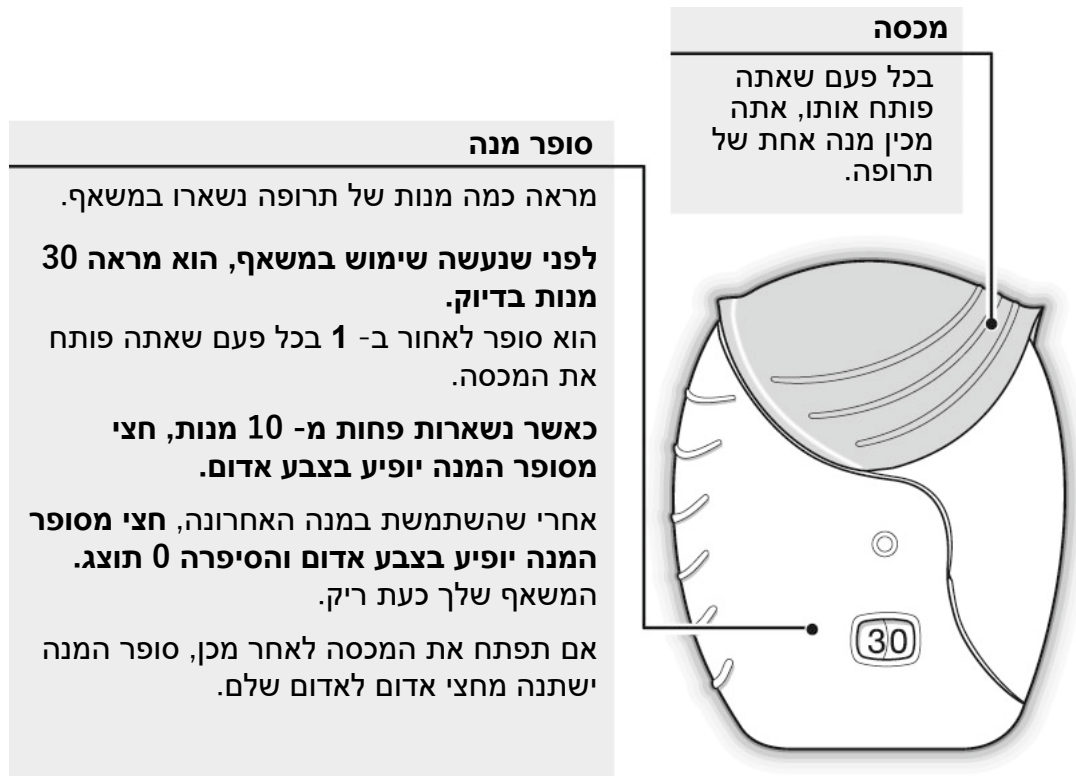 מכסה
בכל פעם שאתה
פותח אותו, אתה
מכין מנה אחת של
תרופה.
סופר מנה
מראה כמה מנות של תרופה נשארו במשאף.
לפני שנעשה שימוש במשאף, הוא מראה 30
מנות בדיוק.
הוא סופר לאחור ב- 1 בכל פעם שאתה פותח
את המכסה.
כאשר נשארות פחות מ- 10 מנות, חצי
מסופר המנה יופיע בצבע אדום.
אחרי שהשתמשת במנה האחרונה, חצי מסופר
המנה יופיע בצבע אדום והסיפרה 0 תוצג.
המשאף שלך כעת ריק.
אם תפתח את המכסה לאחר מכן, סופר המנה
ישתנה מחצי אדום לאדום שלם.
30